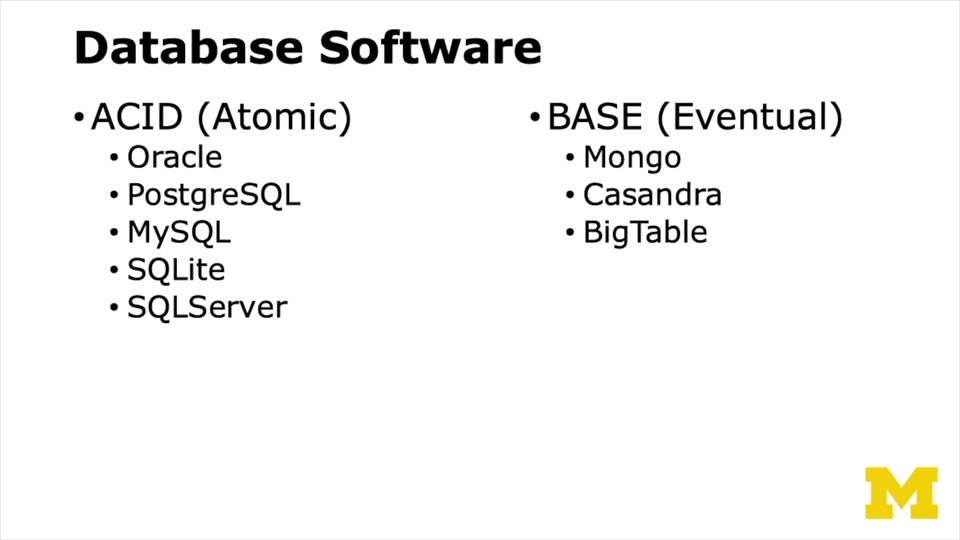 Database Software
• ACID (Atomic)
• Oracle
• PostgreSQL
• MySQL
• SQLite
• SQLServer
• BASE (Eventual)
• Mongo
• Casandra
• BigTable
M